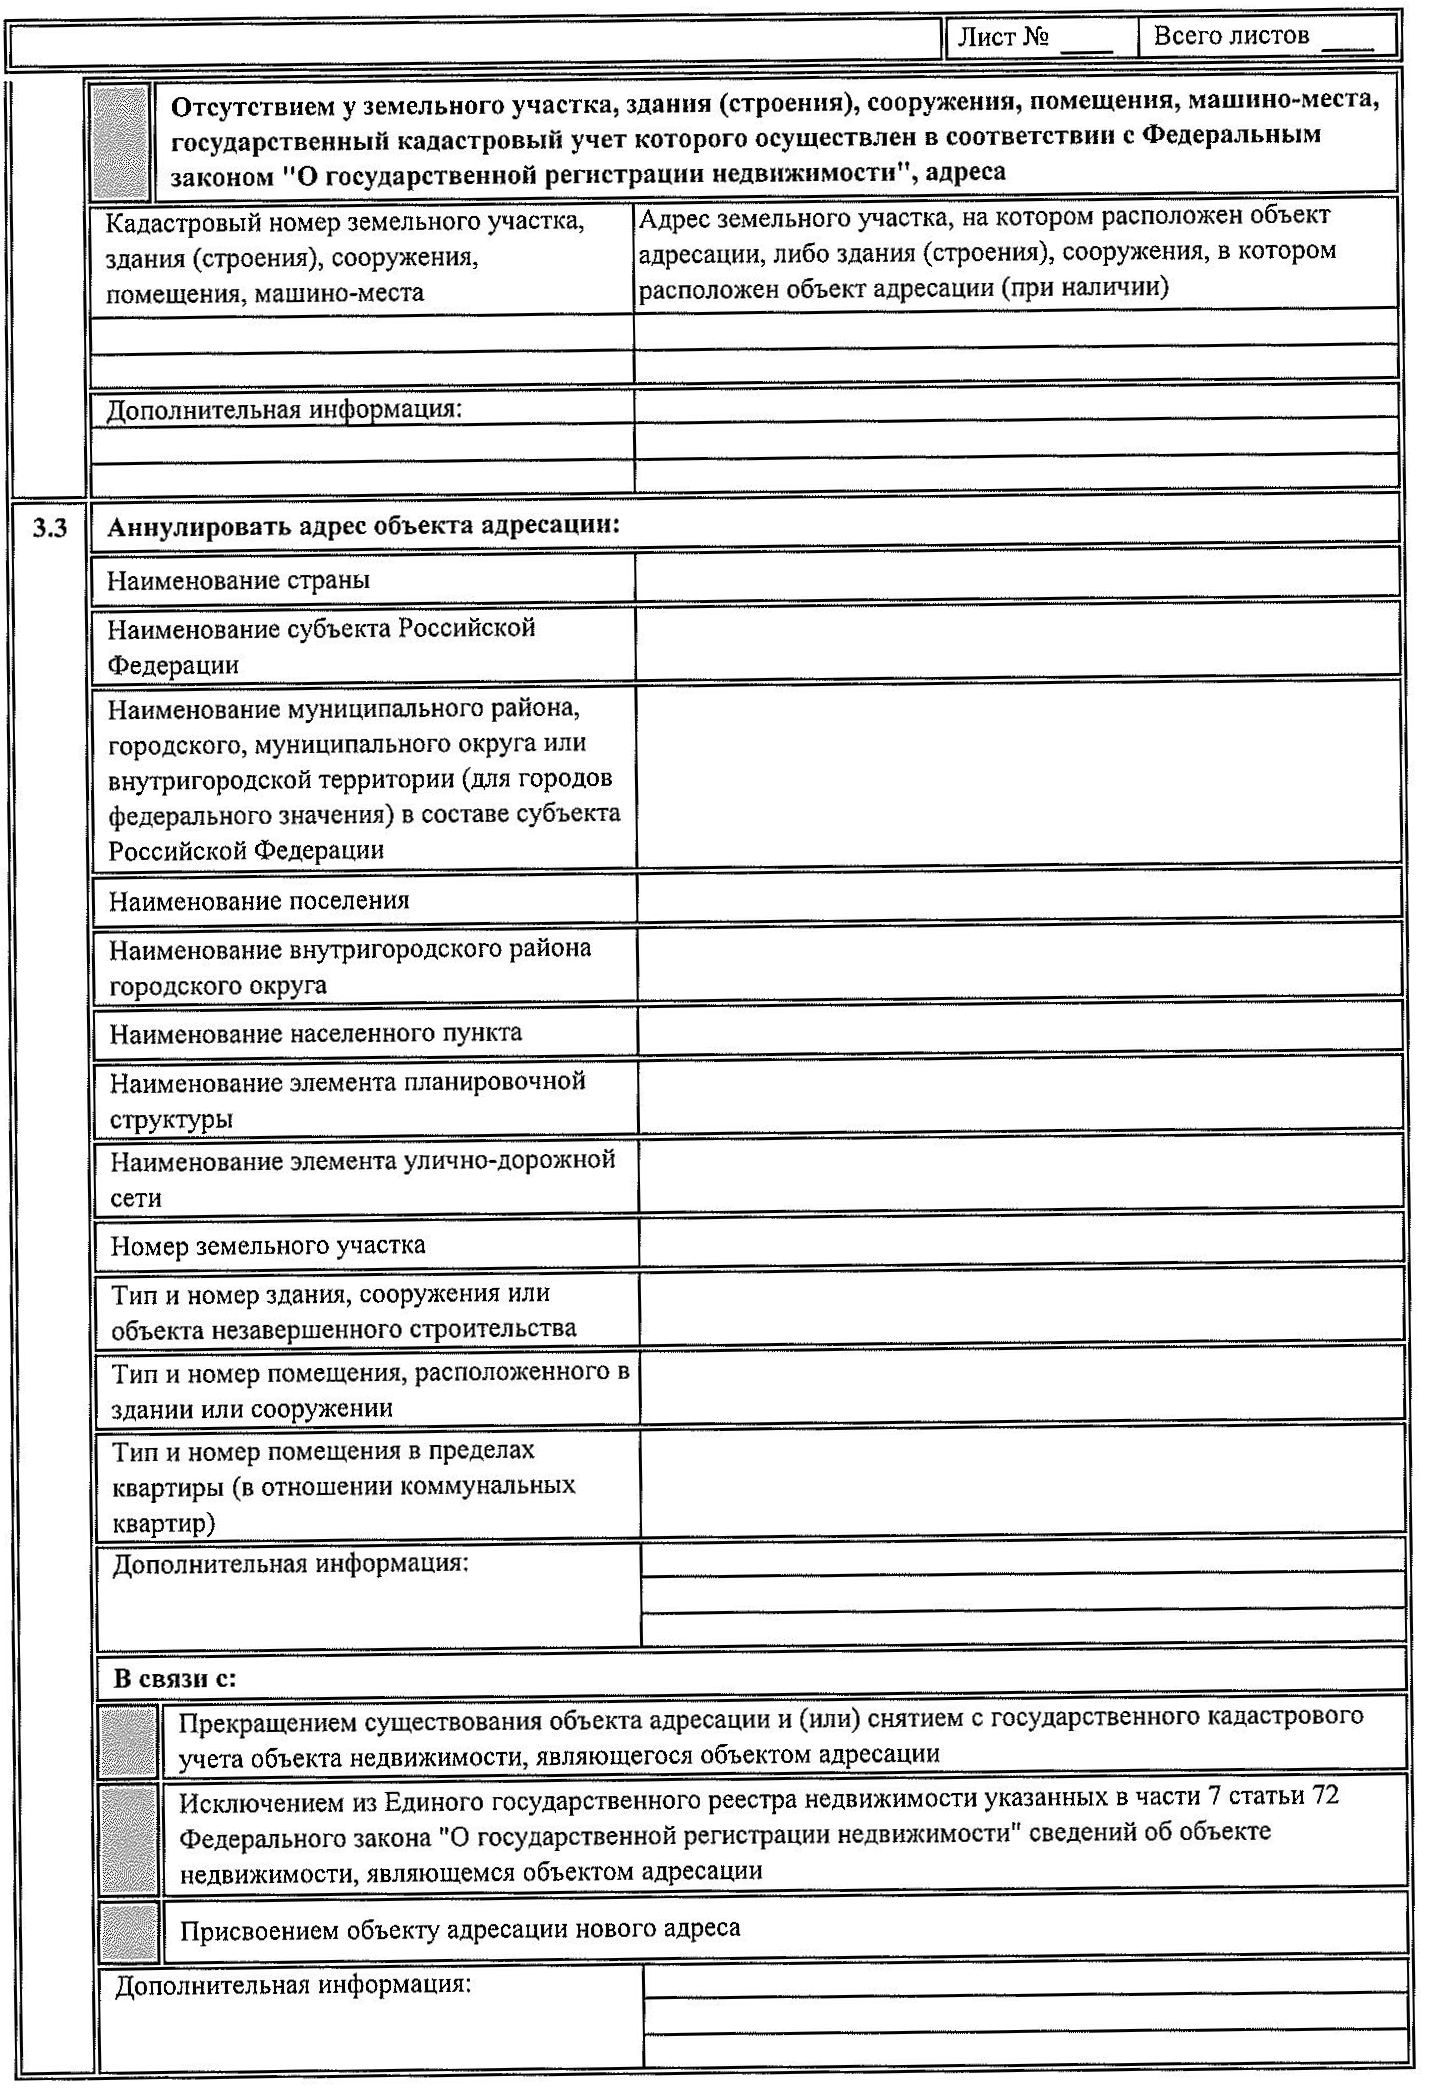 Лист № ____ Всего листов ____
Отсутствием у земельного участка, здания (строения), сооружения, помещения, машино-места,
государственный кадастровый учет которого осуществлен в соответствии с Федеральным
законом "О государственной регистрации недвижимости", адреса
Кадастровый номер земельного участка,
здания (строения), сооружения,
помещения, машино-места
Адрес земельного участка, на котором расположен объект
адресации, либо здания (строения), сооружения, в котором
расположен объект адресации (при наличии)
Дополнительная информация:
3.3 Аннулировать адрес объекта адресации:
Наименование страны
Наименование субъекта Российской
Федерации
Наименование муниципального района,
городского, муниципального округа или
внутригородской территории (для городов
федерального значения) в составе субъекта
Российской Федерации
Наименование поселения
Наименование внутригородского района
городского округа
Наименование населенного пункта
Наименование элемента планировочной
структуры
Наименование элемента улично-дорожной
сети
Номер земельного участка
Тип и номер здания, сооружения или
объекта незавершенного строительства
Тип и номер помещения, расположенного в
здании или сооружении
Тип и номер помещения в пределах
квартиры (в отношении коммунальных
квартир)
Дополнительная информация:
В связи с:
Прекращением существования объекта адресации и (или) снятием с государственного кадастрового
учета объекта недвижимости, являющегося объектом адресации
Исключением из Единого государственного реестра недвижимости указанных в части 7 статьи 72
Федерального закона "О государственной регистрации недвижимости" сведений об объекте
недвижимости, являющемся объектом адресации
Присвоением объекту адресации нового адреса
Дополнительная информация: